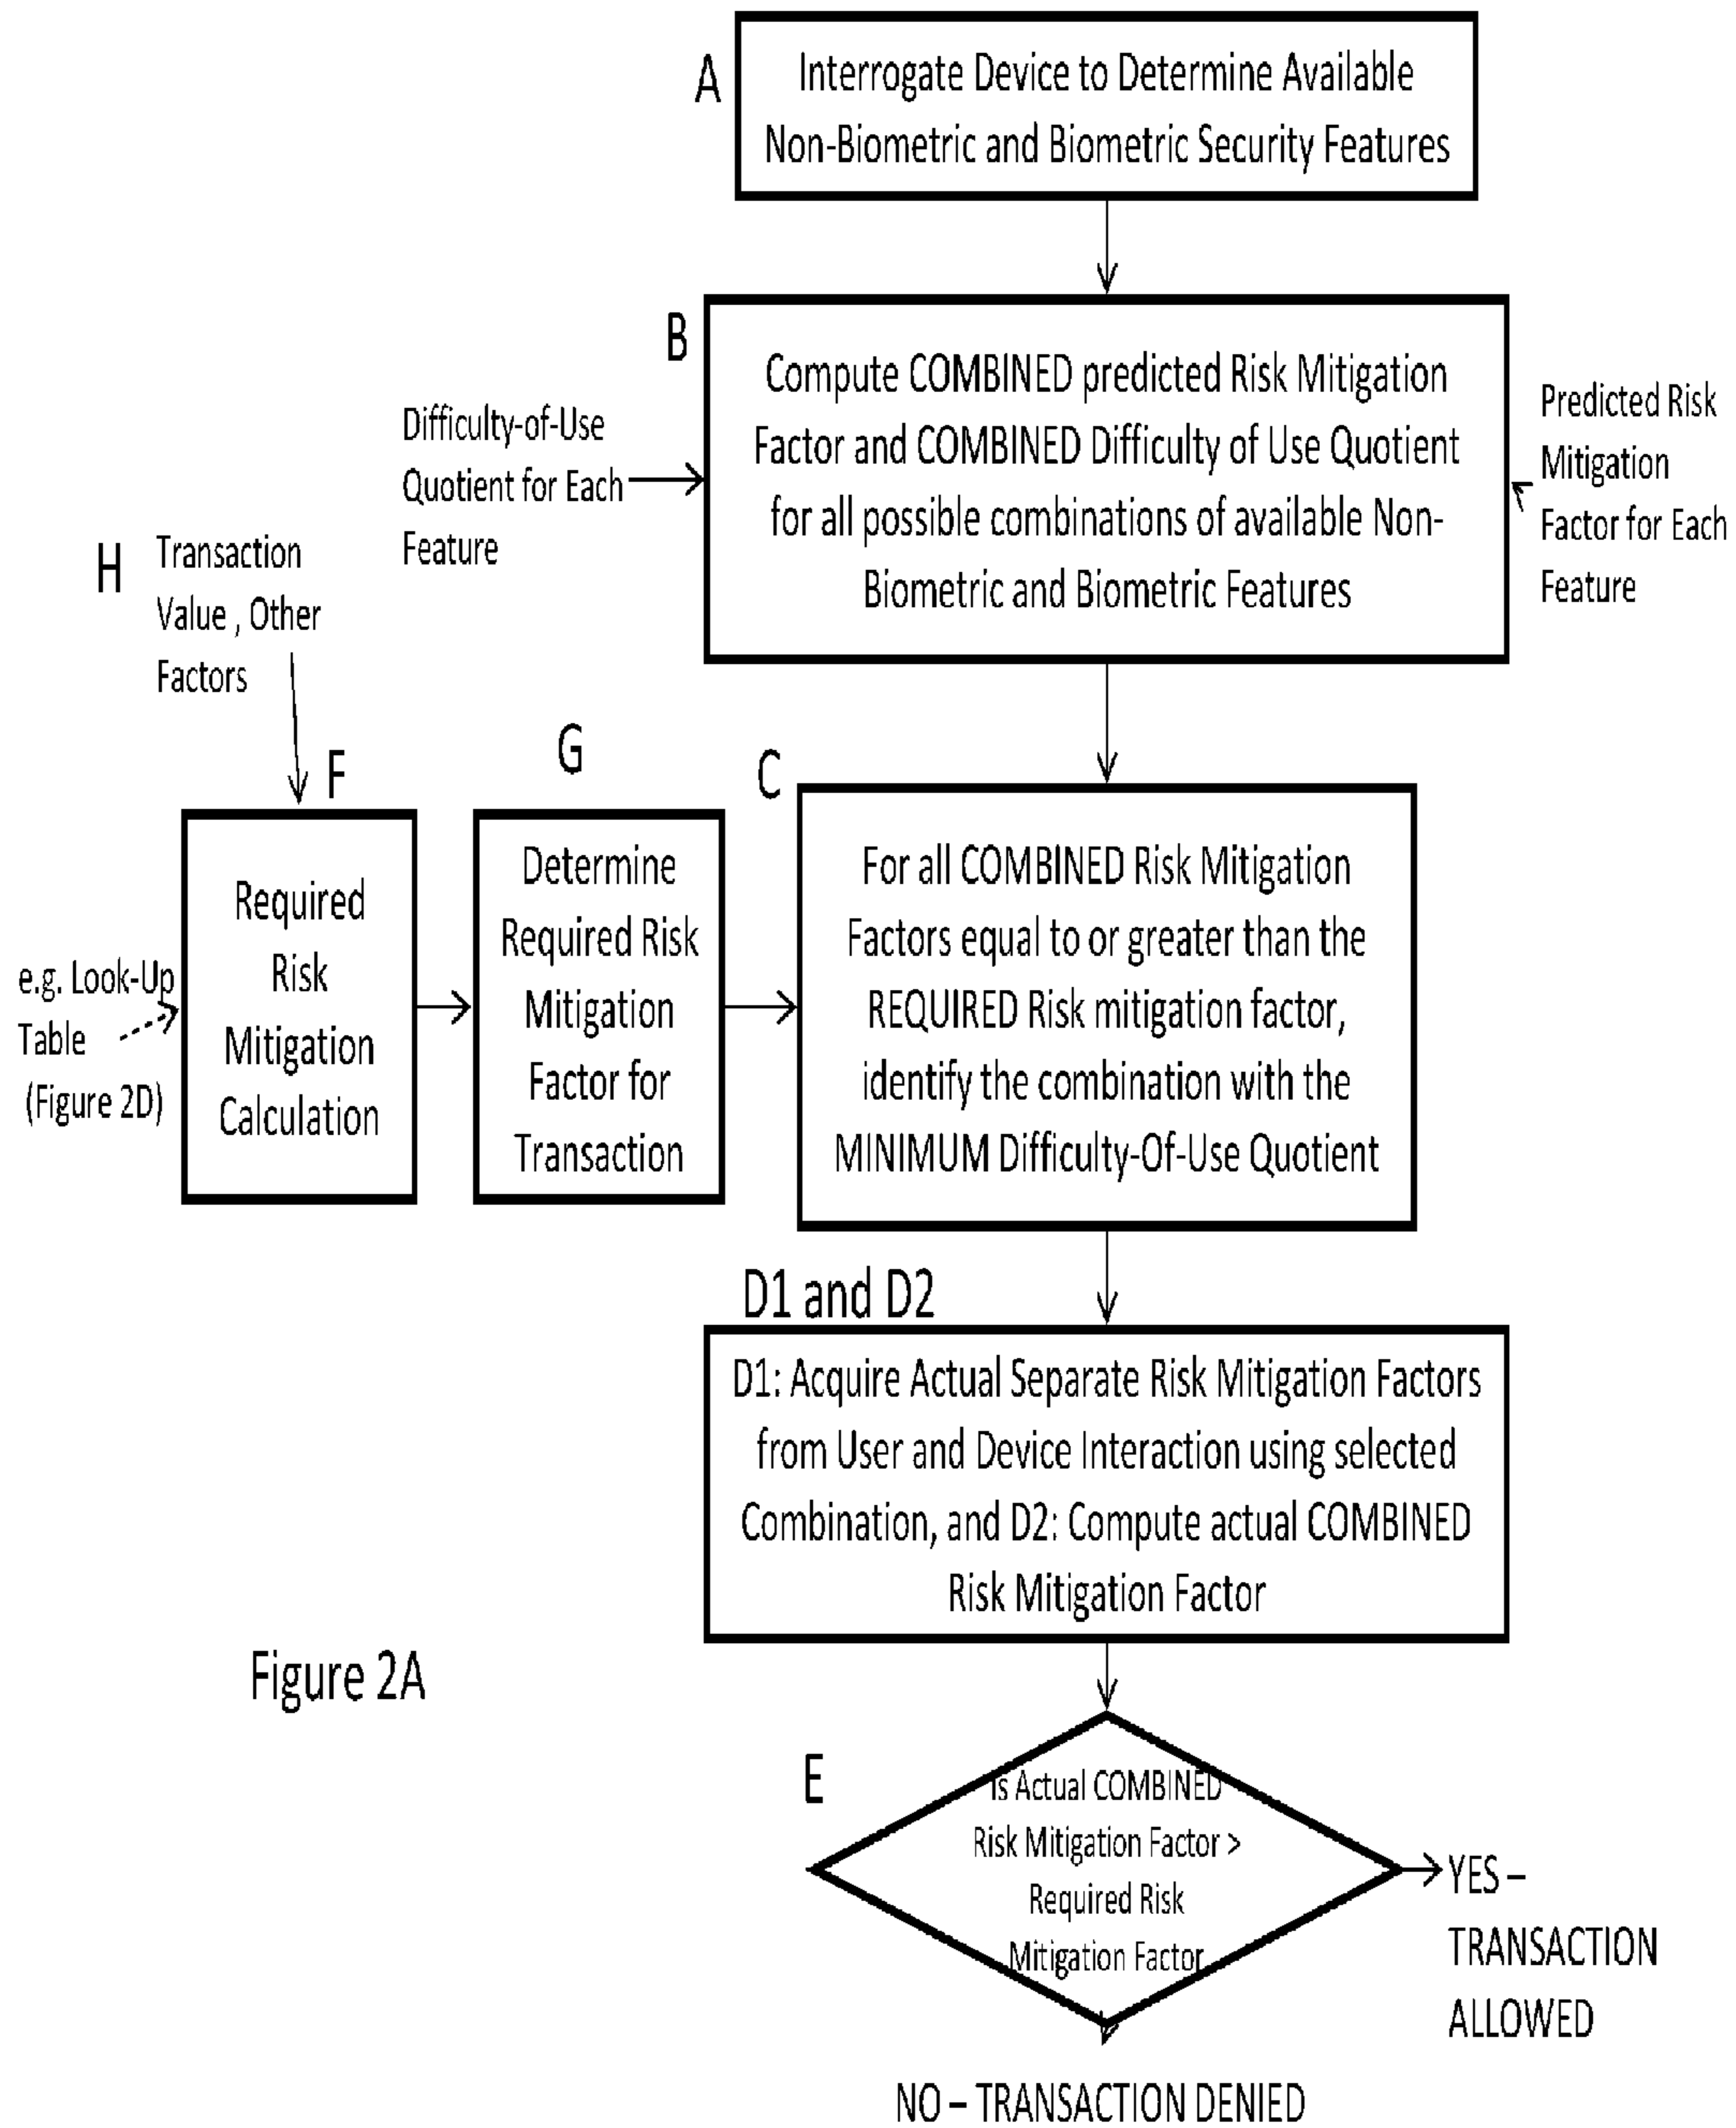 A
Interrogate Device to Determine Available
Non-Biometric and Biometric Security Features
B
Compute COMBINED predicted Risk Mitigation
Factor and COMBINED Difficulty of Use Quotient
for all possible combinations of available Non-
Biometric and Biometric Features
Difficulty-of-Use
Quotient for Each
Feature
Predicted Risk
Mitigation
Factor for Each
Feature
H
Transaction
Value , Other
Factors
F
Required
Risk
Mitigation
Calculation
e.g. Look-Up
Table
(Figure 2D)
G
Determine
Required Risk
Mitigation
Factor for
Transaction
C
For all COMBINED Risk Mitigation
Factors equal to or greater than the
REQUIRED Risk mitigation factor,
identify the combination with the
MINIMUM Difficulty-Of-Use Quotient
D1 and D2
D1: Acquire Actual Separate Risk Mitigation Factors
from User and Device Interaction using selected
Combination, and D2: Compute actual COMBINED
Risk Mitigation Factor
Figure 2A
E
Is Actual COMBINED
Risk Mitigation Factor >
Required Risk
Mitigation Factor
YES –
TRANSACTION
ALLOWED
NO – TRANSACTION DENIED